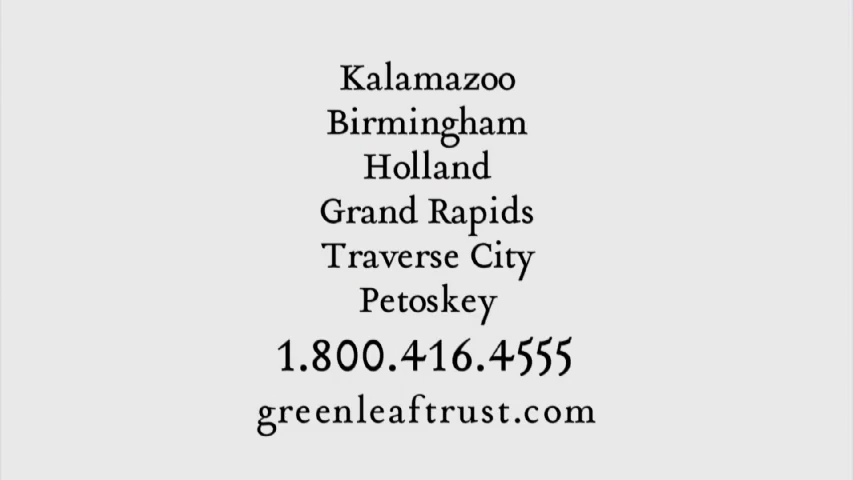 Kalamazoo
Birmingham
Holland
Grand Rapids
Traverse City
Petoskey
1.800.416.4555
greenleaftrust.com